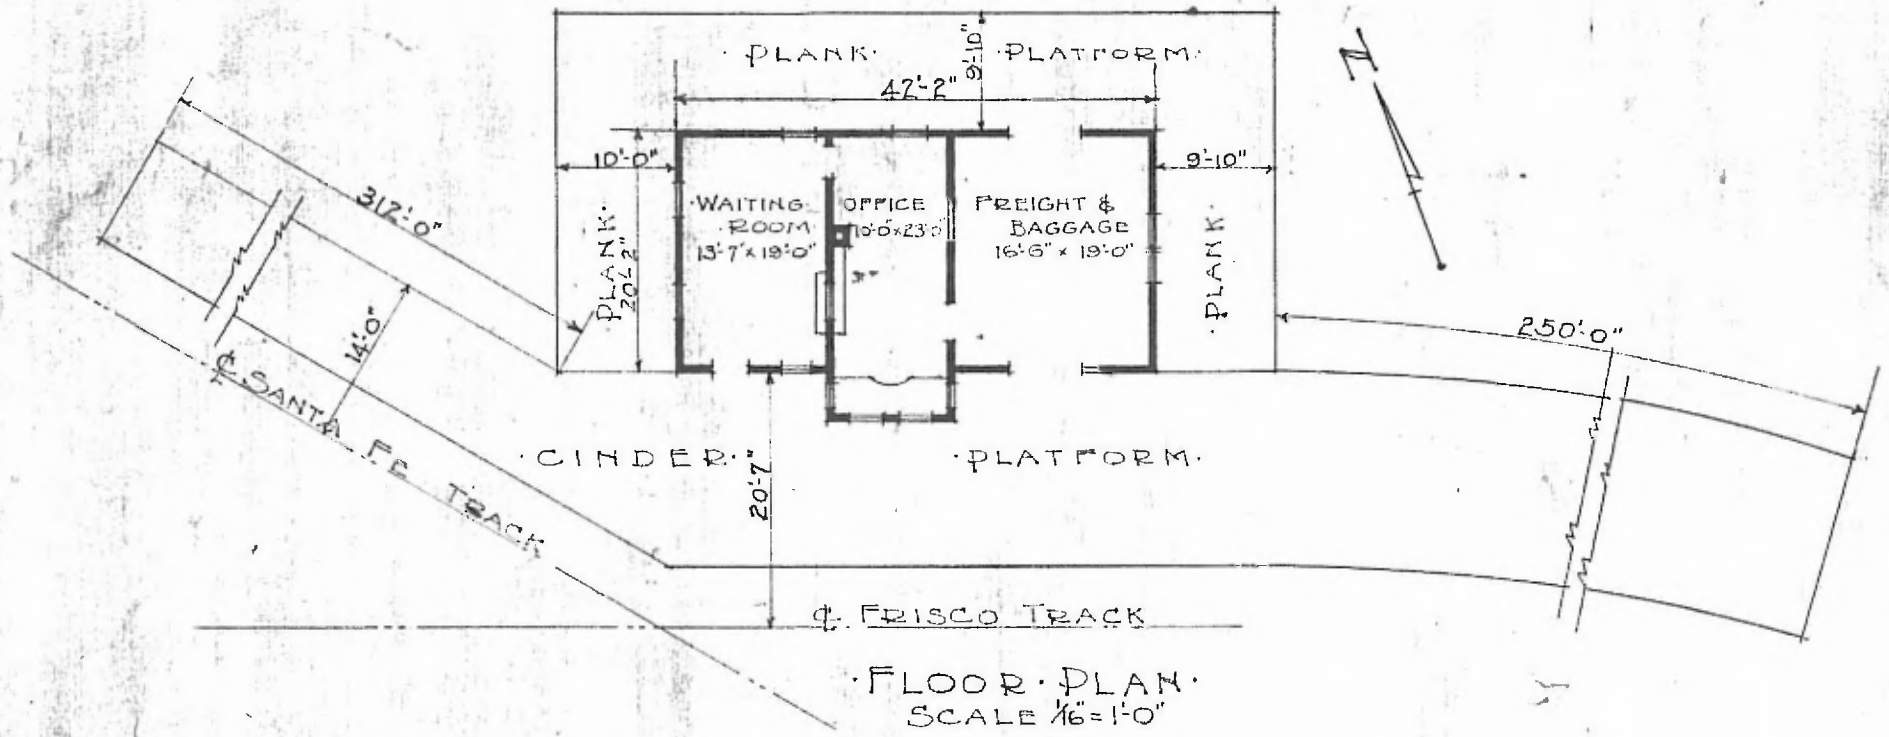 ·PLANK· ·PLATFORM·
9'-10"
42'-2"
N
10'-0"
9'-10"
312'-0"
·PLANK·
20'-2"
·WAITING·
·ROOM·
13'-7" x 19'-0"
OFFICE
FREIGHT &
BAGGAGE
16'-6" x 19'-0"
·PLANK·
250'-0"
14'-0"
℄ SANTA FE TRACK
·CINDER· ·PLATFORM·
20'-7"
℄ FRISCO TRACK
·FLOOR·PLAN·
SCALE 1/16"=1'-0"